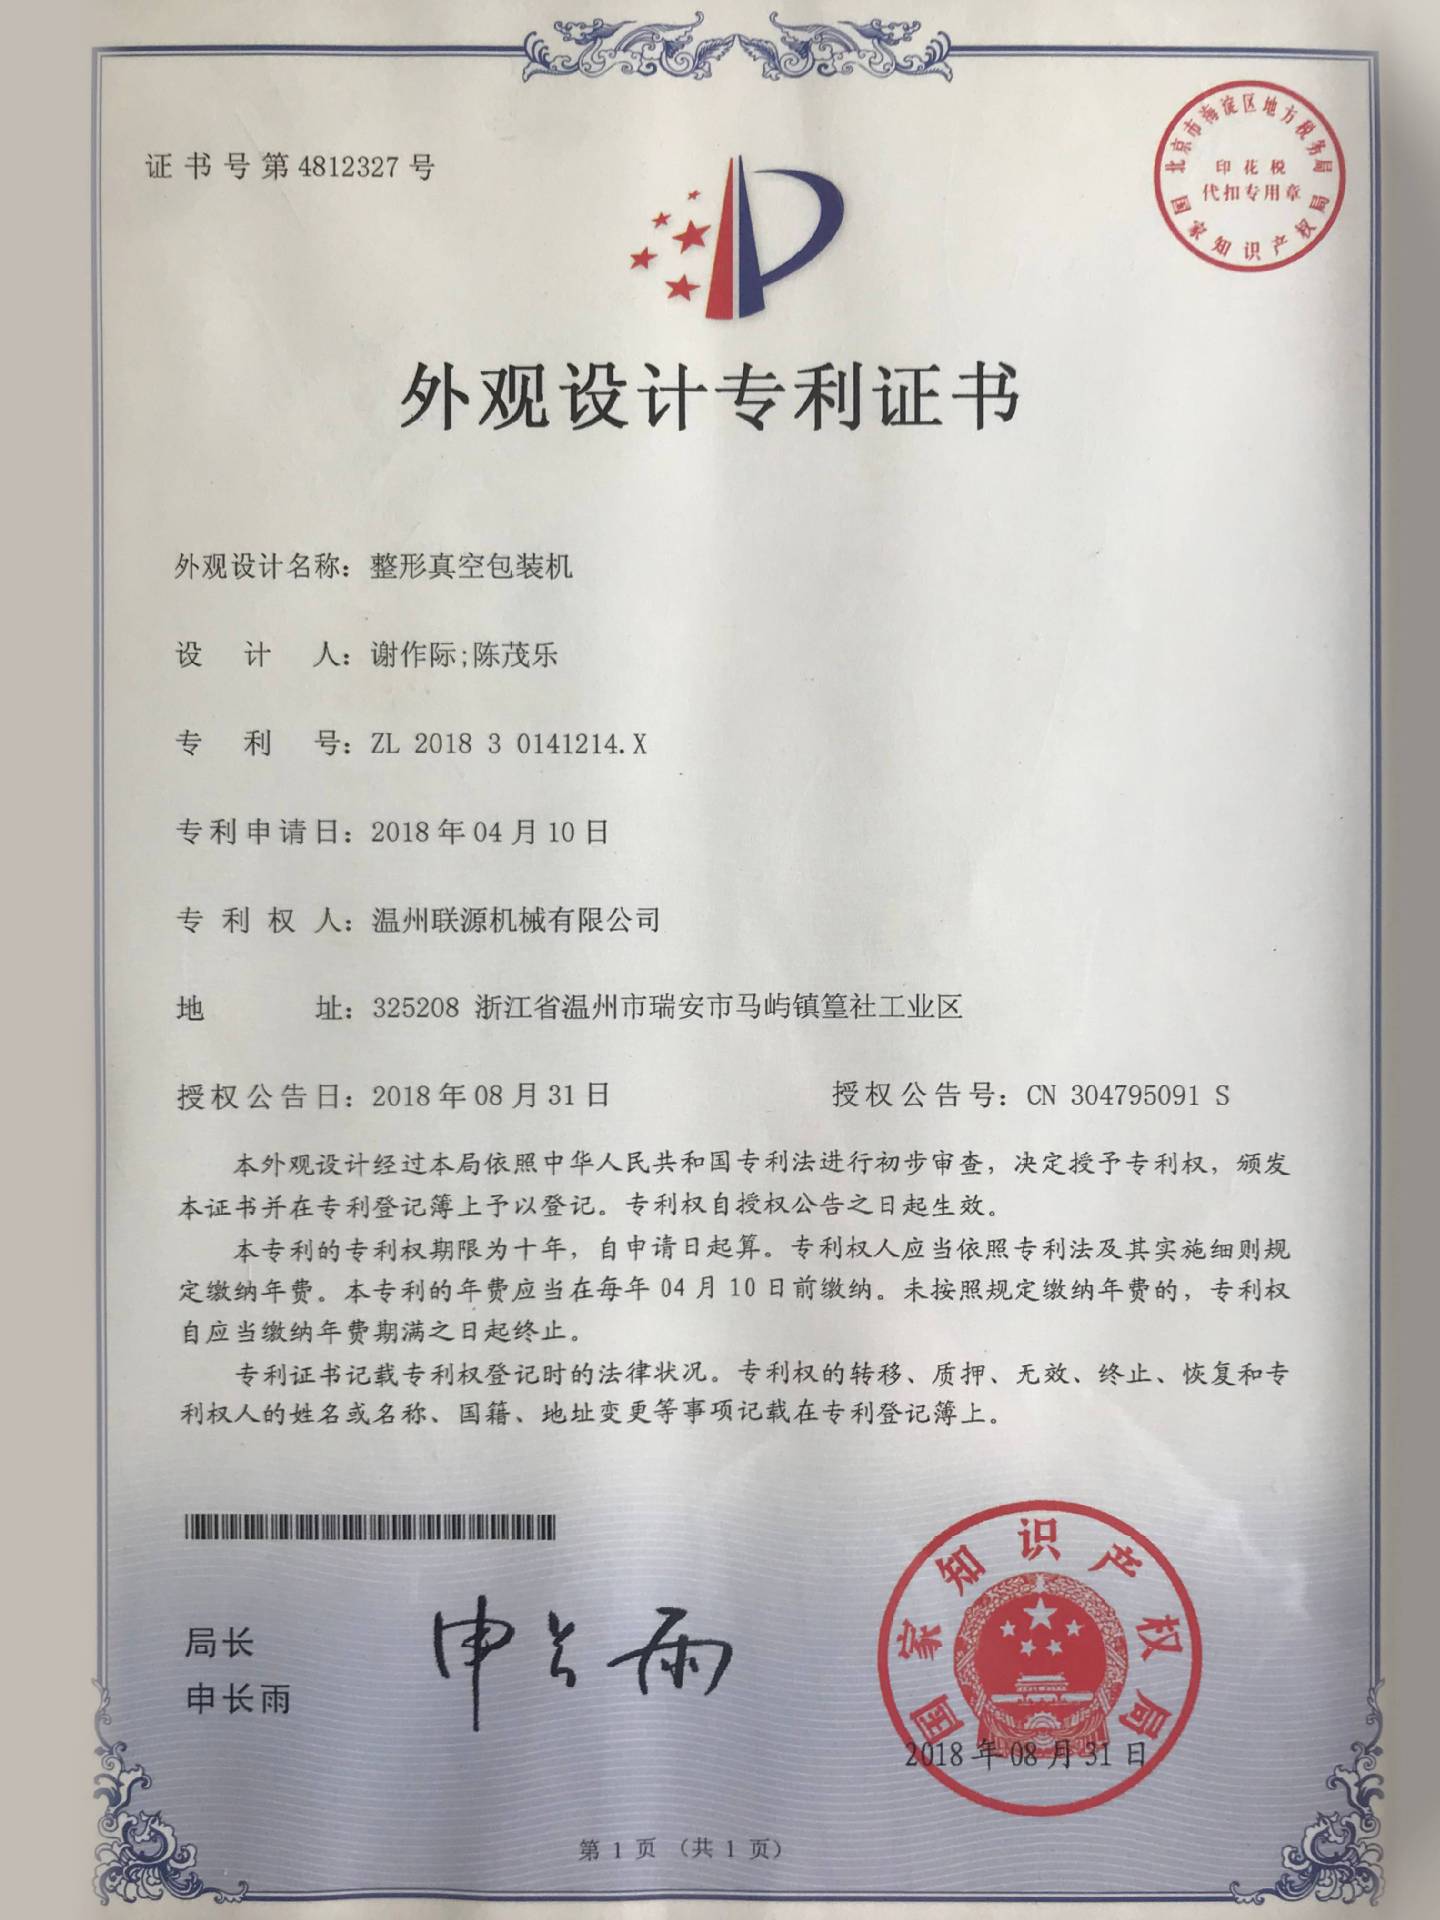 证书号第4812327号
北京市海淀区地方税务局
印花税
代扣专用章
国家知识产权局
外观设计专利证书
外观设计名称：整形真空包装机
设计人：谢作际;陈茂乐
专利号：ZL 2018 3 0141214.X
专利申请日：2018年04月10日
专利权人：温州联源机械有限公司
地址：325208 浙江省温州市瑞安市马屿镇篁社工业区
授权公告日：2018年08月31日 授权公告号：CN 304795091 S
本外观设计经过本局依照中华人民共和国专利法进行初步审查，决定授予专利权，颁发
本证书并在专利登记簿上予以登记。专利权自授权公告之日起生效。
本专利的专利权期限为十年，自申请日起算。专利权人应当依照专利法及其实施细则规
定缴纳年费。本专利的年费应当在每年04月10日前缴纳。未按照规定缴纳年费的，专利权
自应当缴纳年费期满之日起终止。
专利证书记载专利权登记时的法律状况。专利权的转移、质押、无效、终止、恢复和专
利权人的姓名或名称、国籍、地址变更等事项记载在专利登记簿上。
局长
申长雨
申长雨
国家知识产权局
2018年08月31日
第1页（共1页）